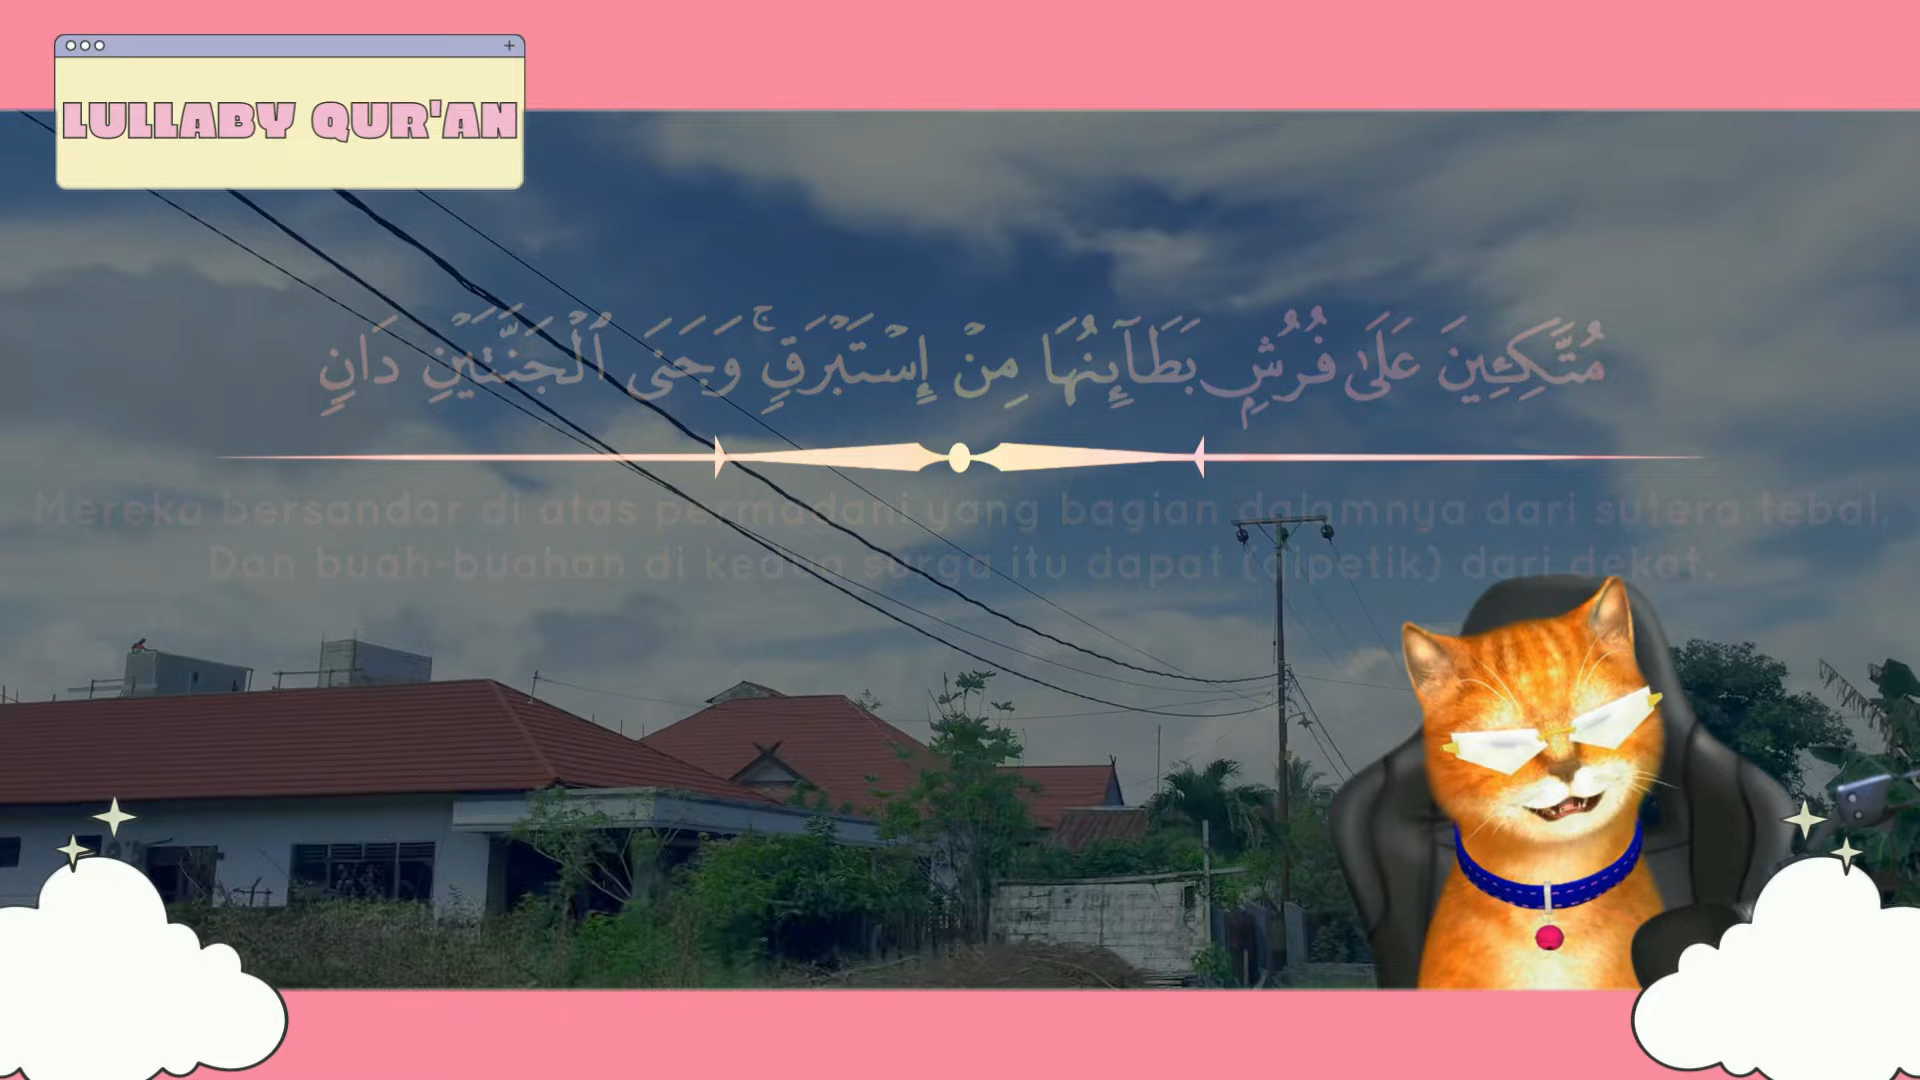 LULLABY QUR'AN
مُتَّكِـِٔينَ عَلَىٰ فُرُشٍۭ بَطَآئِنُهَا مِنْ إِسْتَبْرَقٍۚ وَجَنَى ٱلْجَنَّتَيْنِ دَانٍ
Mereka bersandar di atas permadani yang bagian dalamnya dari sutera tebal.
Dan buah-buahan di kedua surga itu dapat (dipetik) dari dekat.